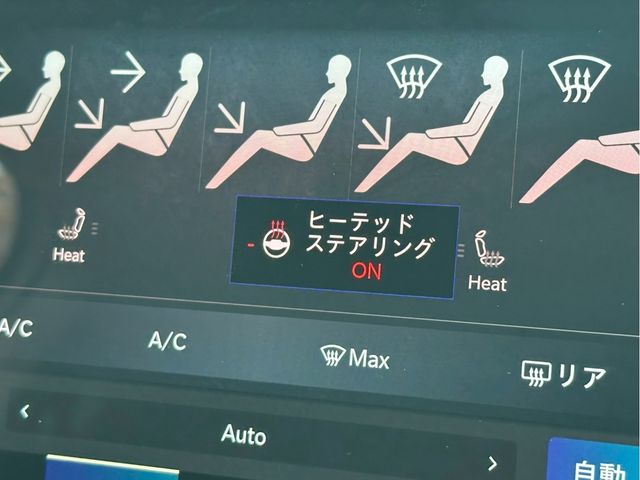 ヒーテッド
ステアリング
ON
Heat
Heat
A/C
A/C
Max
リア
Auto
自動